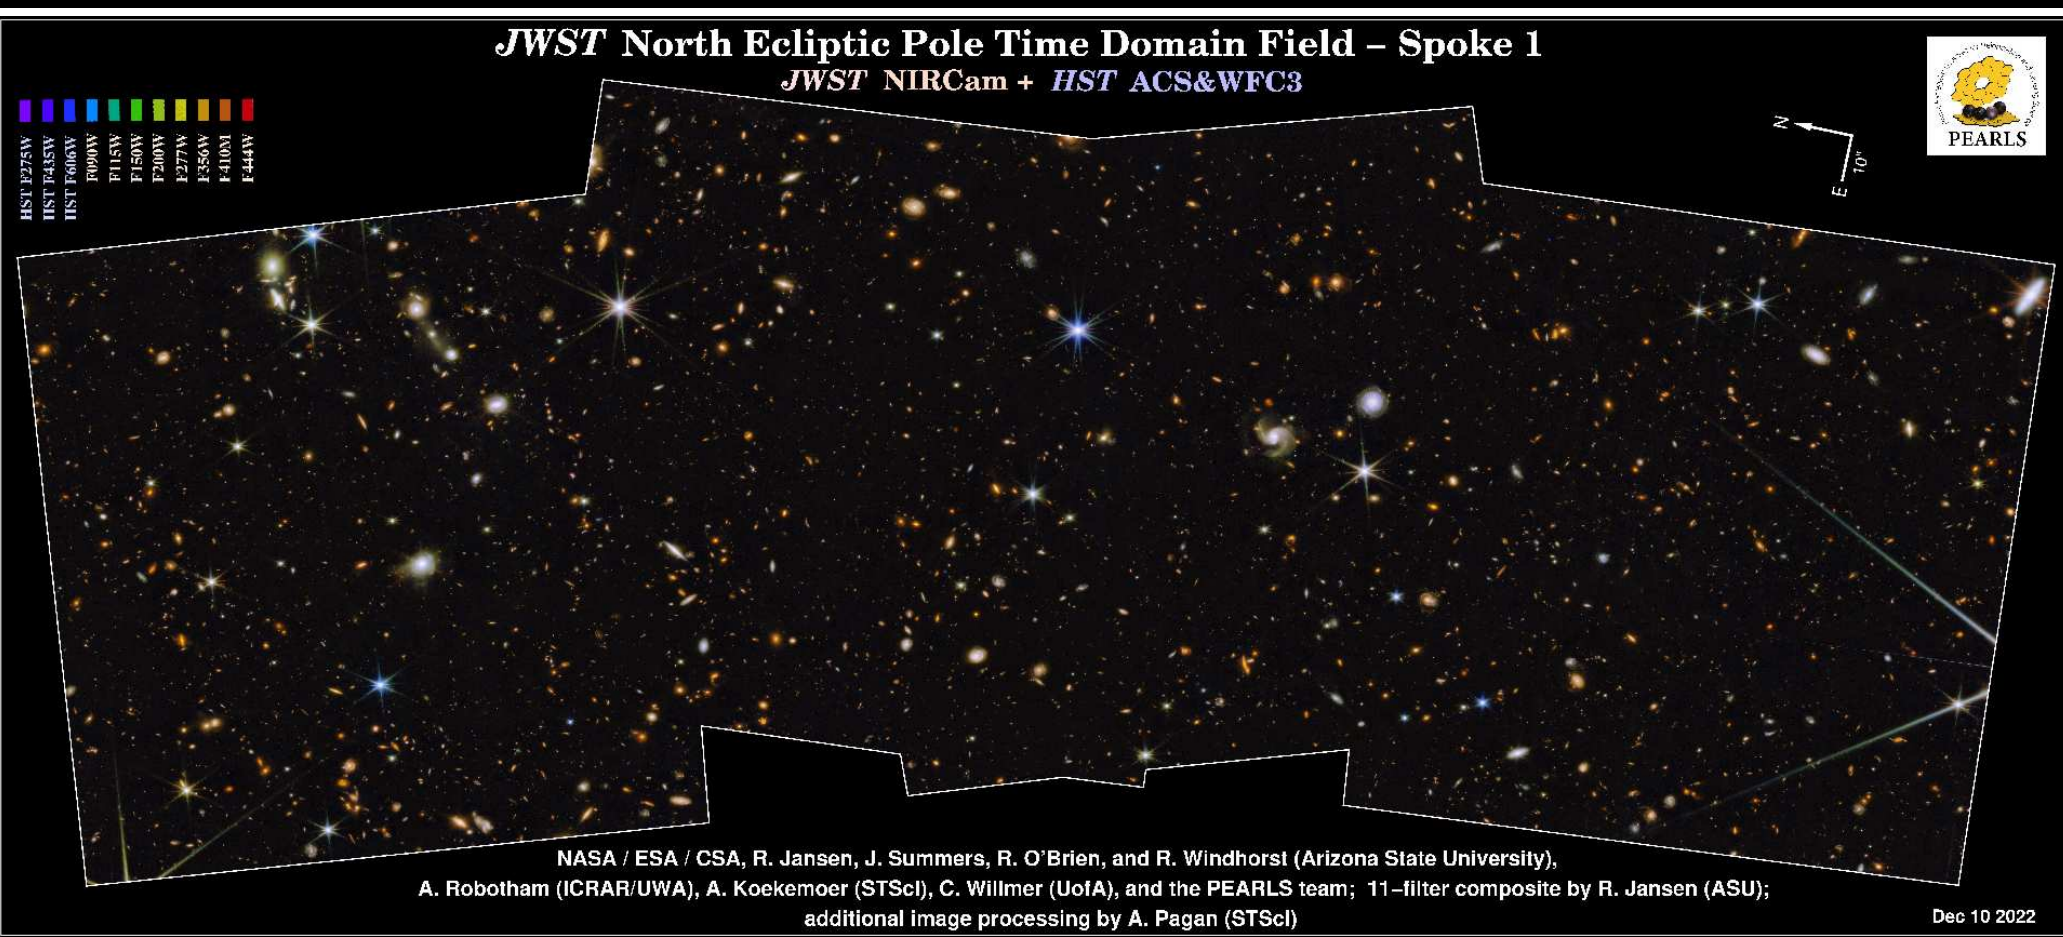 JWST North Ecliptic Pole Time Domain Field – Spoke 1
JWST NIRCam + HST ACS&WFC3
HST F275W
HST F435W
HST F606W
F090W
F115W
F150W
F200W
F277W
F356W
F410M
F444W
N
E
10"
PEARLS
NASA / ESA / CSA, R. Jansen, J. Summers, R. O'Brien, and R. Windhorst (Arizona State University),
A. Robotham (ICRAR/UWA), A. Koekemoer (STScI), C. Willmer (UofA), and the PEARLS team; 11–filter composite by R. Jansen (ASU);
additional image processing by A. Pagan (STScI)
Dec 10 2022